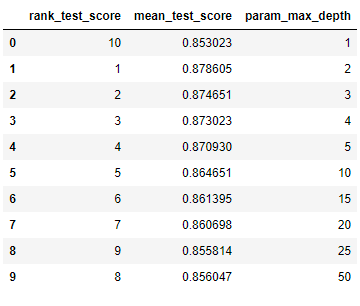 rank_test_score mean_test_score param_max_depth
0 10 0.853023 1
1 1 0.878605 2
2 2 0.874651 3
3 3 0.873023 4
4 4 0.870930 5
5 5 0.864651 10
6 6 0.861395 15
7 7 0.860698 20
8 9 0.855814 25
9 8 0.856047 50